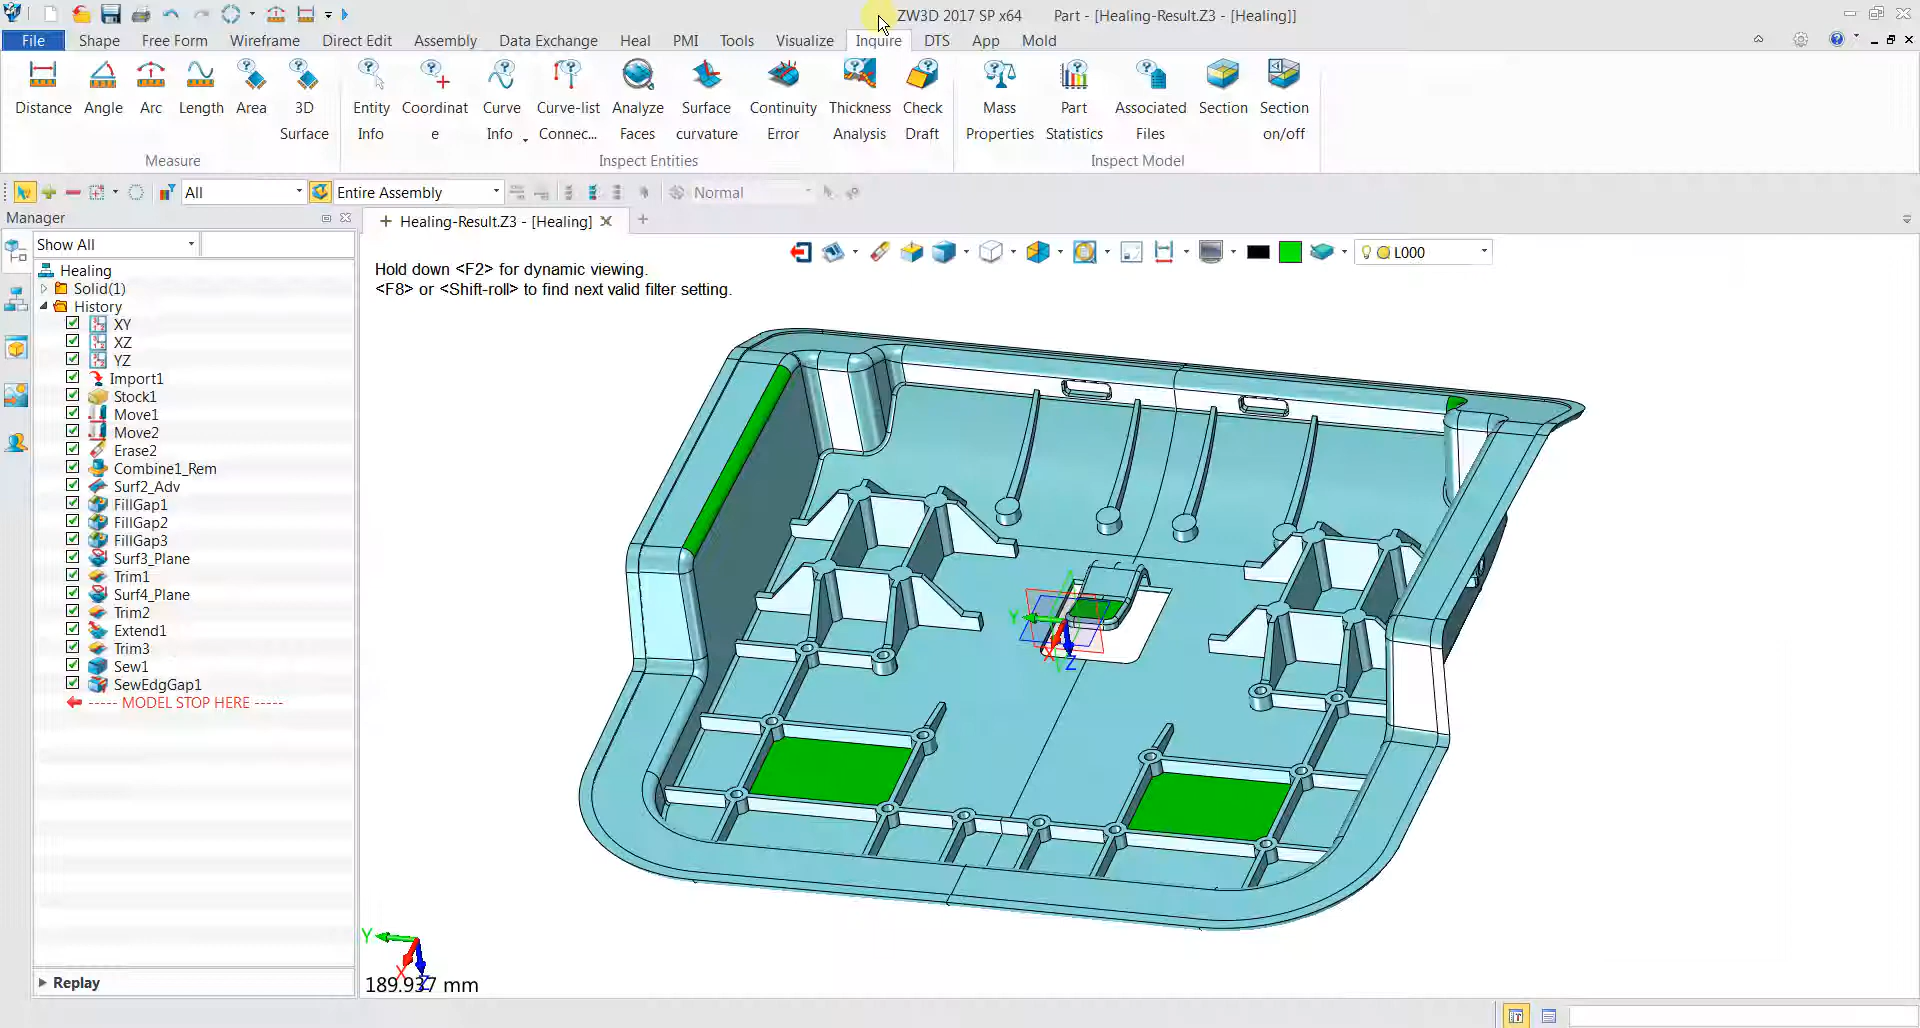 ZW3D 2017 SP x64 Part - [Healing-Result.Z3 - [Healing]]
File Shape Free Form Wireframe Direct Edit Assembly Data Exchange Heal PMI Tools Visualize Inquire DTS App Mold
Distance Angle Arc Length Area 3D Surface Entity Info Coordinat e Curve Info Curve-list Connec... Analyze Faces Surface curvature Continuity Error Thickness Analysis Check Draft Mass Properties Part Statistics Associated Files Section Section on/off
Measure Inspect Entities Inspect Model
All Entire Assembly Normal
Manager
Healing-Result.Z3 - [Healing]
Show All
L000
Hold down <F2> for dynamic viewing.
<F8> or <Shift-roll> to find next valid filter setting.
Healing
Solid(1)
History
XY
XZ
YZ
Import1
Stock1
Move1
Move2
Erase2
Combine1_Rem
Surf2_Adv
FillGap1
FillGap2
FillGap3
Surf3_Plane
Trim1
Surf4_Plane
Trim2
Extend1
Trim3
Sew1
SewEdgGap1
----- MODEL STOP HERE -----
Y
X
Z
Y
X
Z
189.937 mm
Replay